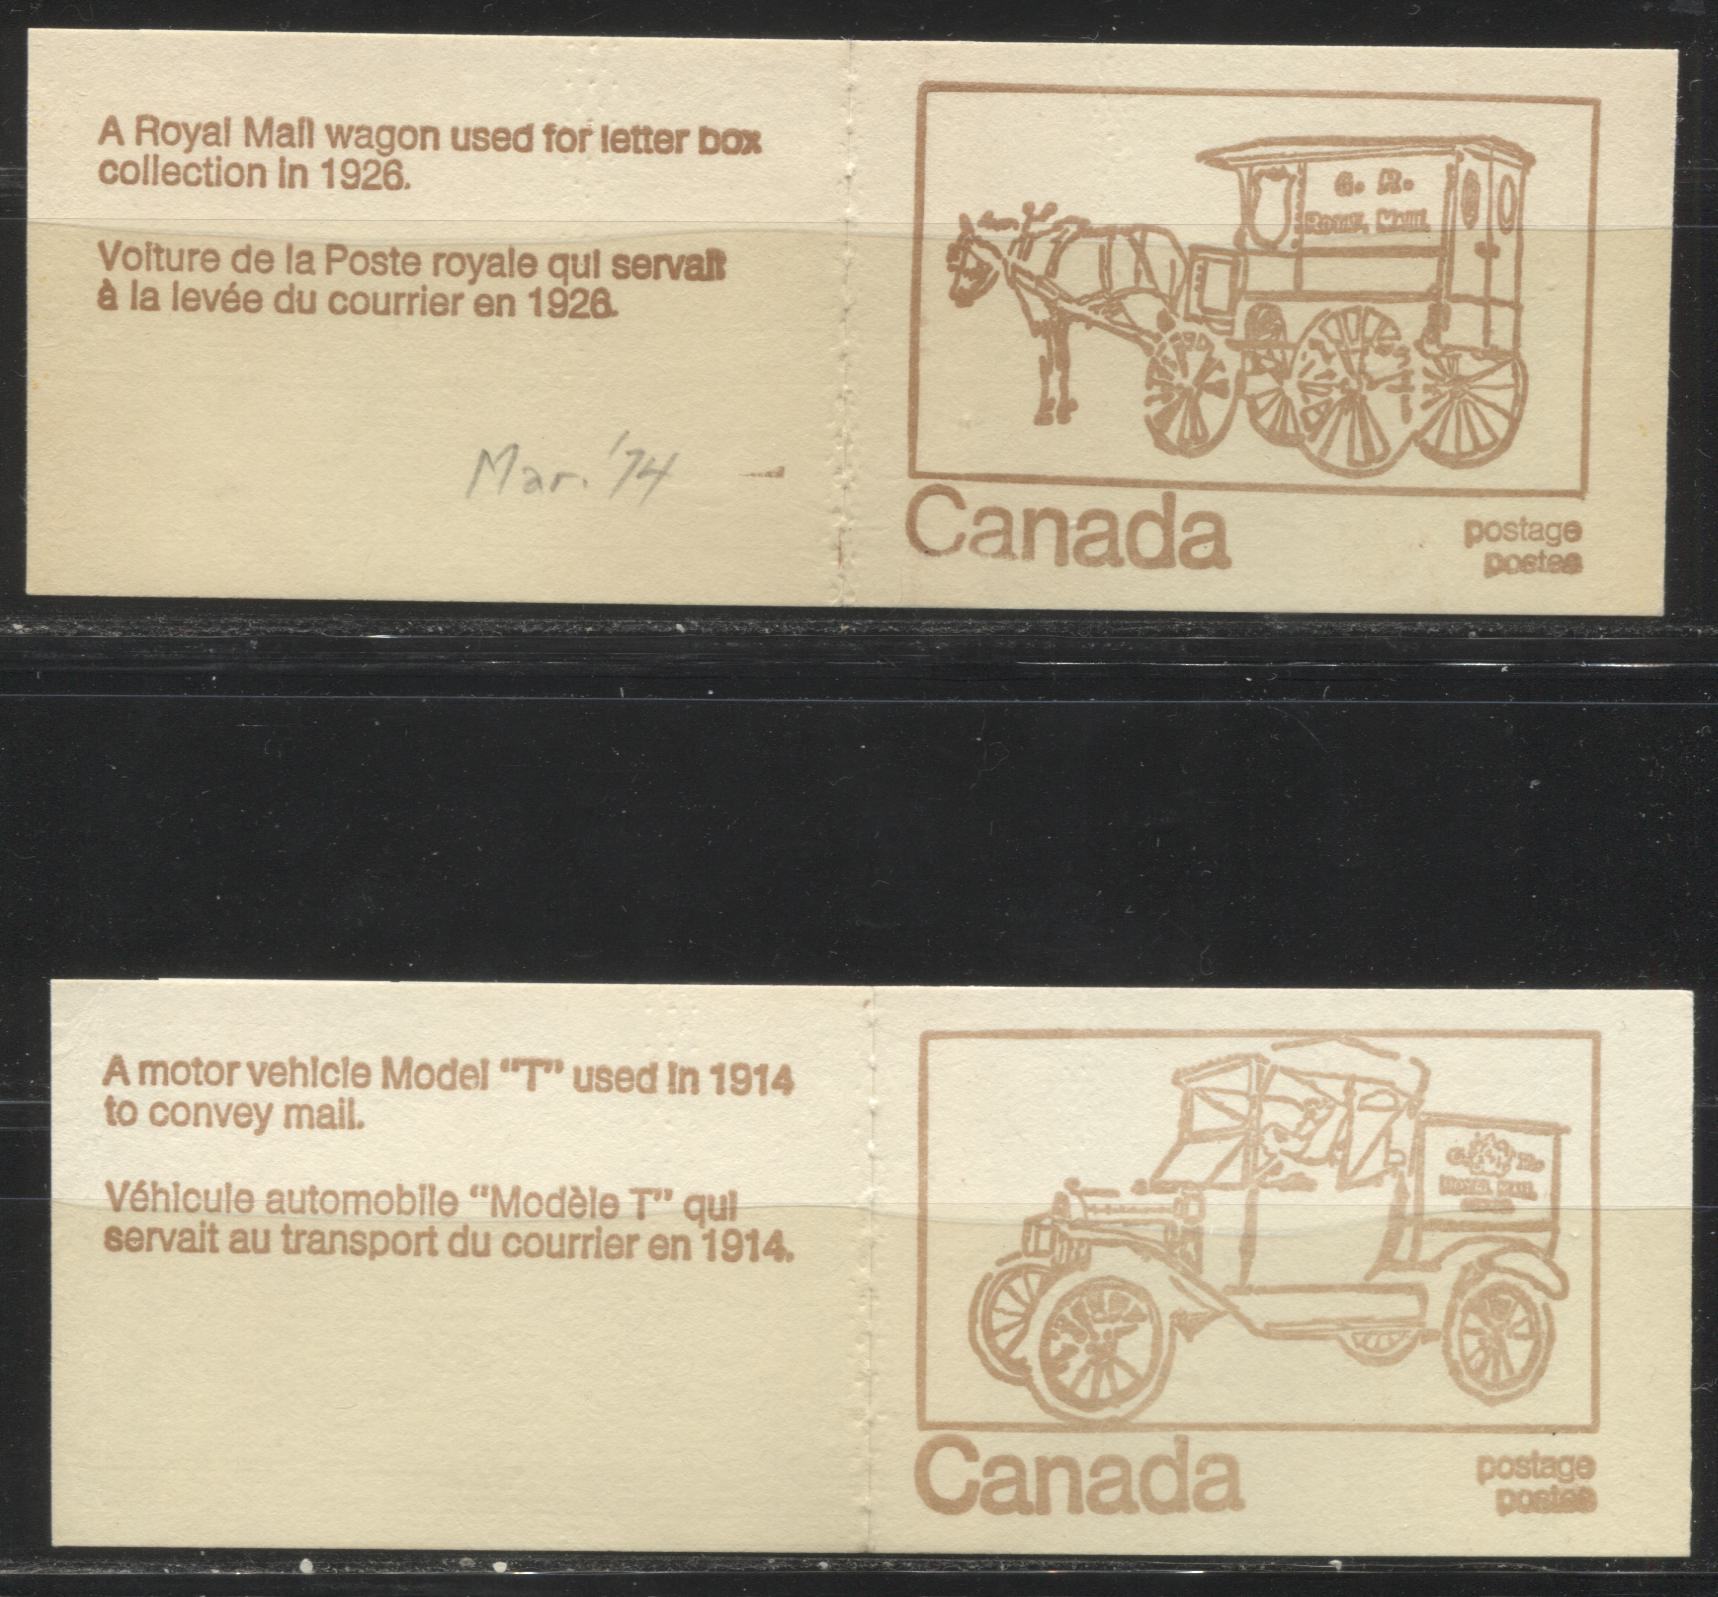 A Royal Mail wagon used for letter box
collection in 1926.
Voiture de la Poste royale qui servait
à la levée du courrier en 1926.
Mar. '74
G. R.
Royal Mail
Canada
postage
postes
A motor vehicle Model "T" used in 1914
to convey mail.
Véhicule automobile "Modèle T" qui
servait au transport du courrier en 1914.
Royal Mail
Canada
postage
postes